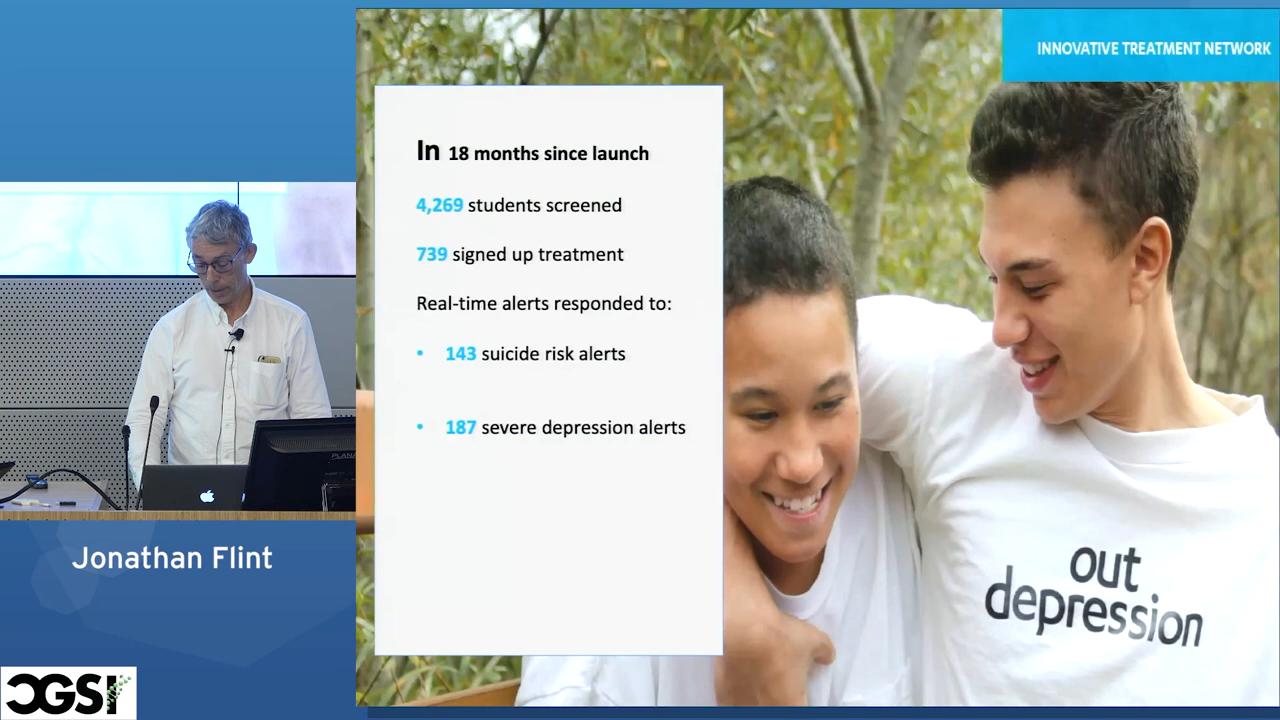 INNOVATIVE TREATMENT NETWORK
In 18 months since launch
4,269 students screened
739 signed up treatment
Real-time alerts responded to:
• 143 suicide risk alerts
• 187 severe depression alerts
out
depression
PLANA
Jonathan Flint
CGSI